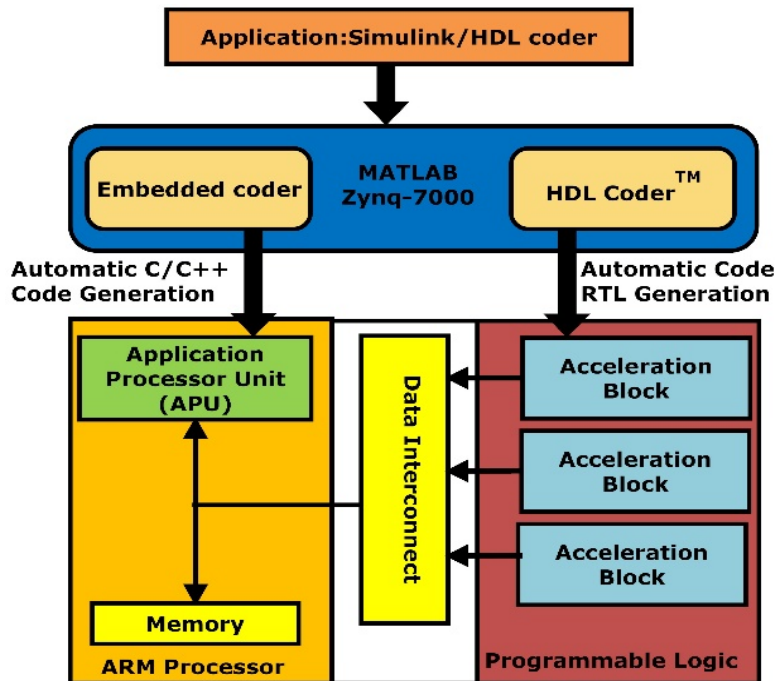 Application:Simulink/HDL coder
Embedded coder
MATLAB
Zynq-7000
HDL Coder™
Automatic C/C++
Code Generation
Automatic Code
RTL Generation
Application
Processor Unit
(APU)
Data Interconnect
Acceleration
Block
Acceleration
Block
Acceleration
Block
Memory
ARM Processor
Programmable Logic